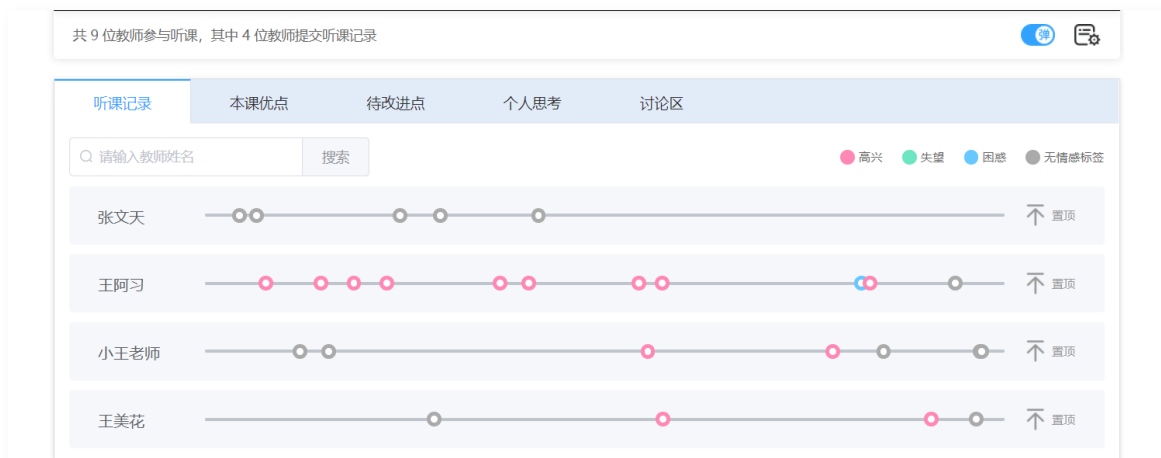 共 9 位教师参与听课，其中 4 位教师提交听课记录
弹
听课记录 本课优点 待改进点 个人思考 讨论区
请输入教师姓名 搜索 高兴 失望 困惑 无情感标签
张文天 置顶
王阿习 置顶
小王老师 置顶
王美花 置顶